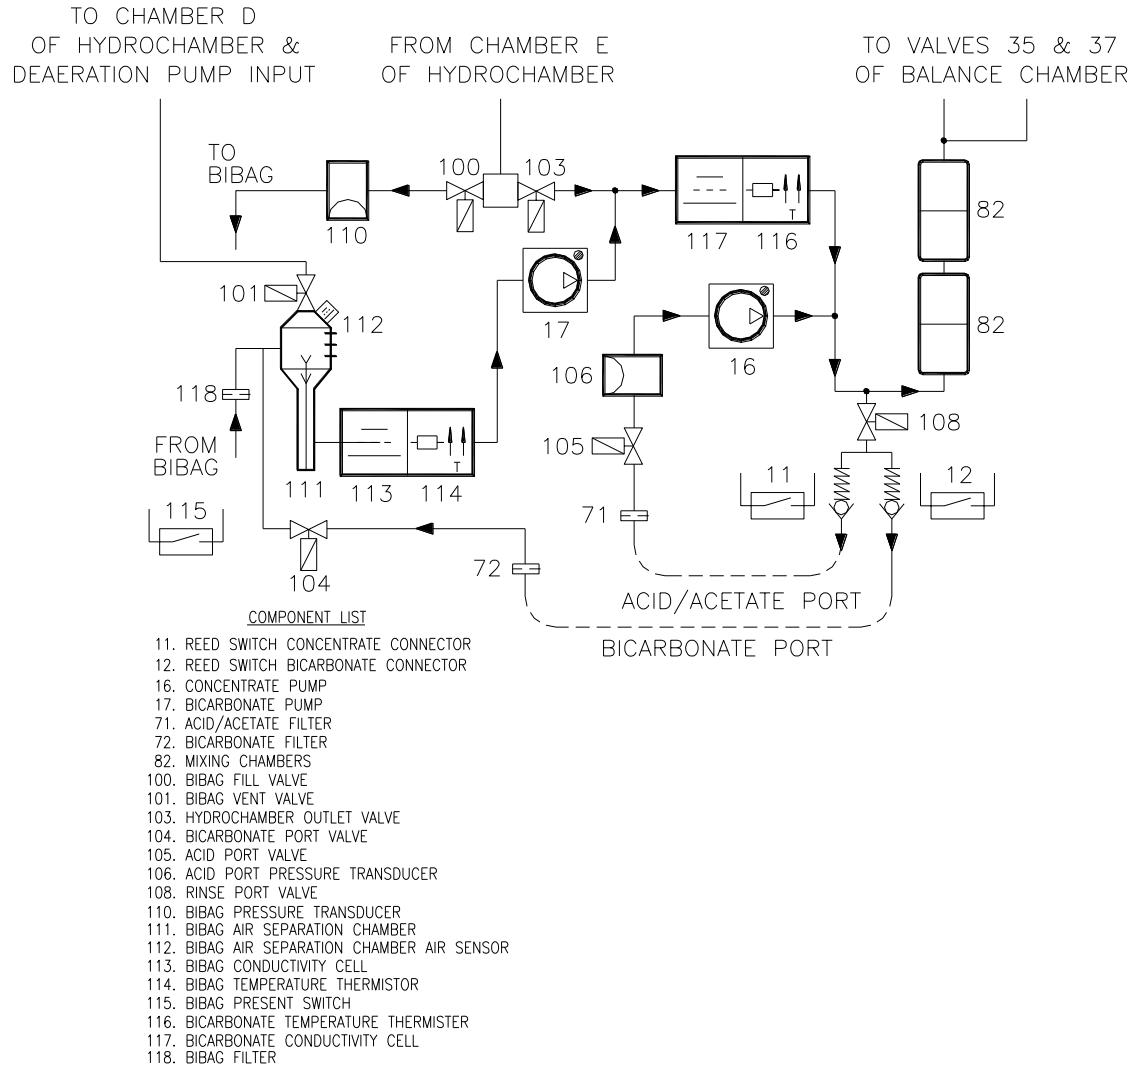 TO CHAMBER D
OF HYDROCHAMBER &
DEAERATION PUMP INPUT
FROM CHAMBER E
OF HYDROCHAMBER
TO VALVES 35 & 37
OF BALANCE CHAMBER
TO
BIBAG
100
103
110
117
116
T
82
101
112
17
16
82
106
118
FROM
BIBAG
105
108
111
113
114
T
11
12
115
71
104
72
ACID/ACETATE PORT
BICARBONATE PORT
COMPONENT LIST
11. REED SWITCH CONCENTRATE CONNECTOR
12. REED SWITCH BICARBONATE CONNECTOR
16. CONCENTRATE PUMP
17. BICARBONATE PUMP
71. ACID/ACETATE FILTER
72. BICARBONATE FILTER
82. MIXING CHAMBERS
100. BIBAG FILL VALVE
101. BIBAG VENT VALVE
103. HYDROCHAMBER OUTLET VALVE
104. BICARBONATE PORT VALVE
105. ACID PORT VALVE
106. ACID PORT PRESSURE TRANSDUCER
108. RINSE PORT VALVE
110. BIBAG PRESSURE TRANSDUCER
111. BIBAG AIR SEPARATION CHAMBER
112. BIBAG AIR SEPARATION CHAMBER AIR SENSOR
113. BIBAG CONDUCTIVITY CELL
114. BIBAG TEMPERATURE THERMISTOR
115. BIBAG PRESENT SWITCH
116. BICARBONATE TEMPERATURE THERMISTER
117. BICARBONATE CONDUCTIVITY CELL
118. BIBAG FILTER